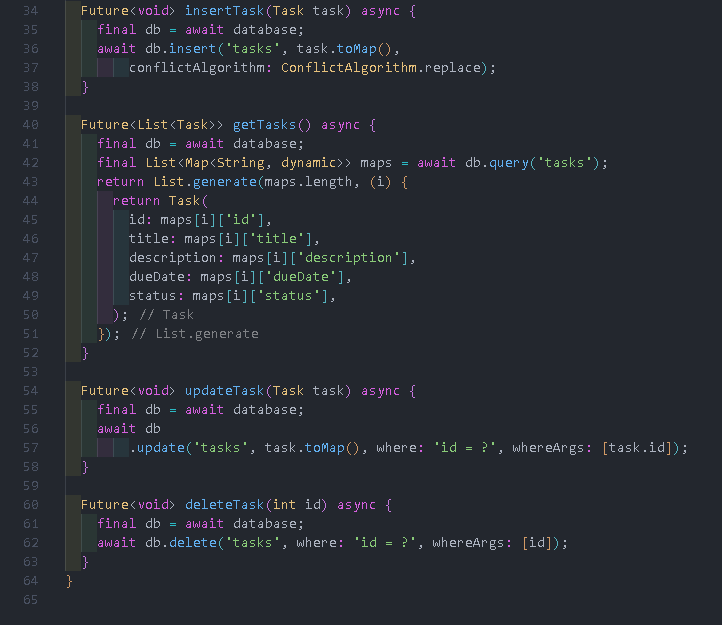 34 Future<void> insertTask(Task task) async {
35 final db = await database;
36 await db.insert('tasks', task.toMap(),
37 conflictAlgorithm: ConflictAlgorithm.replace);
38 }
39
40 Future<List<Task>> getTasks() async {
41 final db = await database;
42 final List<Map<String, dynamic>> maps = await db.query('tasks');
43 return List.generate(maps.length, (i) {
44 return Task(
45 id: maps[i]['id'],
46 title: maps[i]['title'],
47 description: maps[i]['description'],
48 dueDate: maps[i]['dueDate'],
49 status: maps[i]['status'],
50 ); // Task
51 }); // List.generate
52 }
53
54 Future<void> updateTask(Task task) async {
55 final db = await database;
56 await db
57 .update('tasks', task.toMap(), where: 'id = ?', whereArgs: [task.id]);
58 }
59
60 Future<void> deleteTask(int id) async {
61 final db = await database;
62 await db.delete('tasks', where: 'id = ?', whereArgs: [id]);
63 }
64 }
65